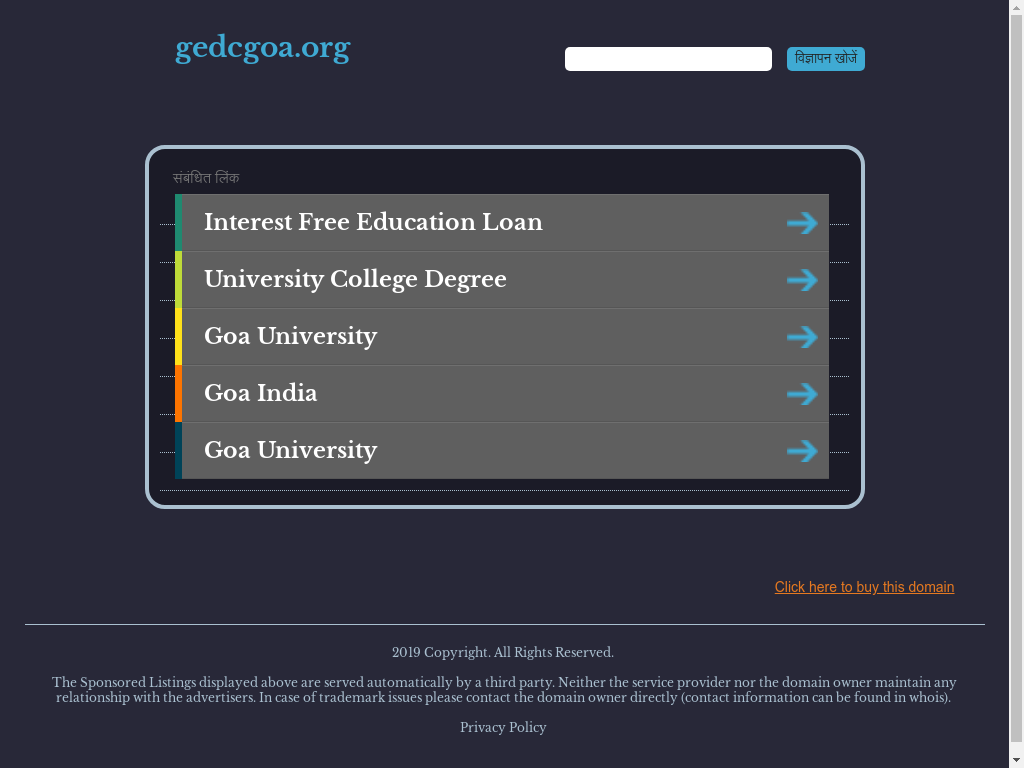 gedcgoa.org
विज्ञापन खोजें
संबंधित लिंक
Interest Free Education Loan
University College Degree
Goa University
Goa India
Goa University
Click here to buy this domain
2019 Copyright. All Rights Reserved.
The Sponsored Listings displayed above are served automatically by a third party. Neither the service provider nor the domain owner maintain any
relationship with the advertisers. In case of trademark issues please contact the domain owner directly (contact information can be found in whois).
Privacy Policy